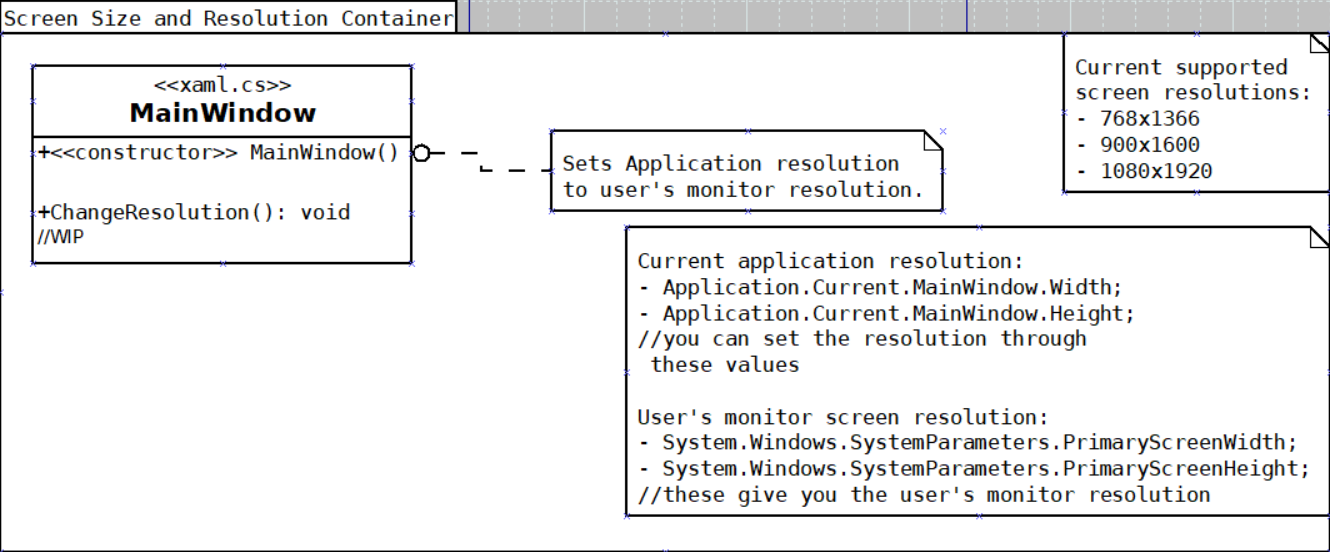 Screen Size and Resolution Container
<<xaml.cs>>
MainWindow
+<<constructor>> MainWindow()
+ChangeResolution(): void
//WIP
Sets Application resolution
to user's monitor resolution.
Current supported
screen resolutions:
- 768x1366
- 900x1600
- 1080x1920
Current application resolution:
- Application.Current.MainWindow.Width;
- Application.Current.MainWindow.Height;
//you can set the resolution through
these values
User's monitor screen resolution:
- System.Windows.SystemParameters.PrimaryScreenWidth;
- System.Windows.SystemParameters.PrimaryScreenHeight;
//these give you the user's monitor resolution